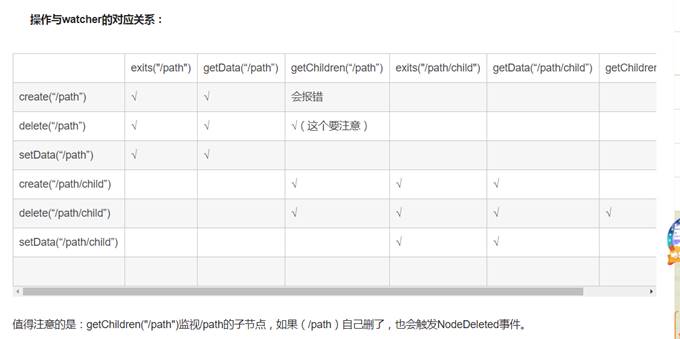 操作与watcher的对应关系：
exits("/path") getData(“/path”) getChildren(“/path”) exits("/path/child") getData(“/path/child”) getChildren
create(“/path”) √ √ 会报错
delete(“/path”) √ √ √（这个要注意）
setData(“/path”) √ √
create(“/path/child”) √ √ √
delete(“/path/child”) √ √ √ √
setData(“/path/child”) √ √
值得注意的是：getChildren("/path")监视/path的子节点，如果（/path）自己删了，也会触发NodeDeleted事件。